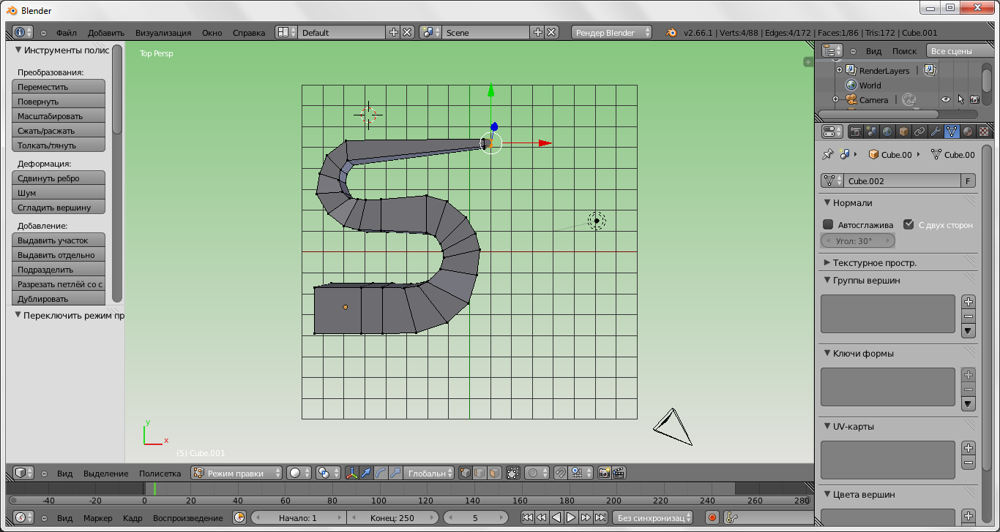 Blender
Файл Добавить Визуализация Окно Справка Default Scene Рендер Blender v2.66.1 | Verts:4/88 | Edges:4/172 | Faces:1/86 | Tris:172 | Cube.001
Инструменты полис
Преобразования:
Переместить
Повернуть
Масштабировать
Сжать/расжать
Толкать/тянуть
Деформация:
Сдвинуть ребро
Шум
Сгладить вершину
Добавление:
Выдавить участок
Выдавить отдельно
Подразделить
Разрезать петлёй со с
Дублировать
Переключить режим пр
Top Persp
y
x
(5) Cube.001
Вид Поиск Все сцены
RenderLayers |
World
Camera |
Cube.00 Cube.00
Cube.002 F
Нормали
Автосглажива С двух сторон
Угол: 30°
Текстурное простр.
Группы вершин
Ключи формы
UV-карты
Цвета вершин
Вид Выделение Полисетка Режим правки Глобальн
-40 -20 0 20 40 60 80 100 120 140 160 180 200 220 240 260 280
Вид Маркер Кадр Воспроизведение Начало: 1 Конец: 250 5 Без синхронизац